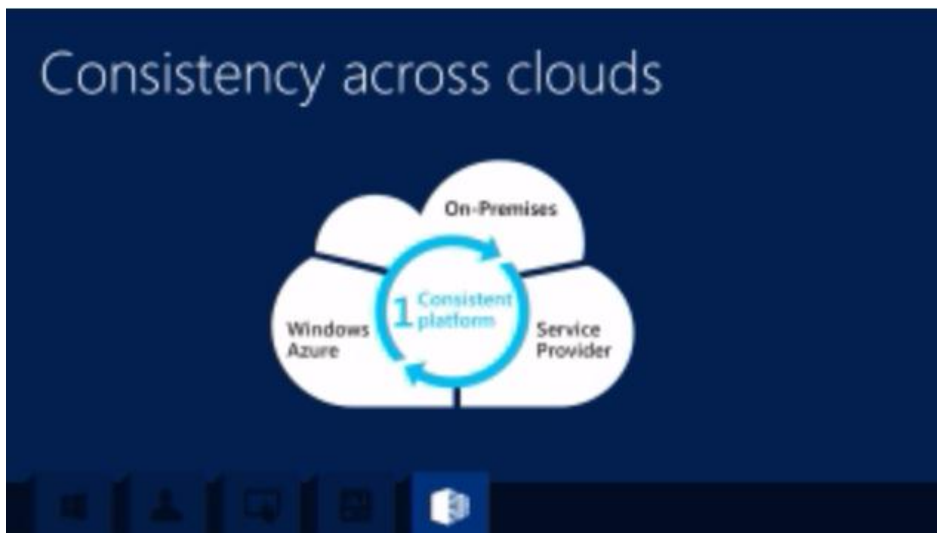 Consistency across clouds
On-Premises
1 Consistent
platform
Windows
Azure
Service
Provider